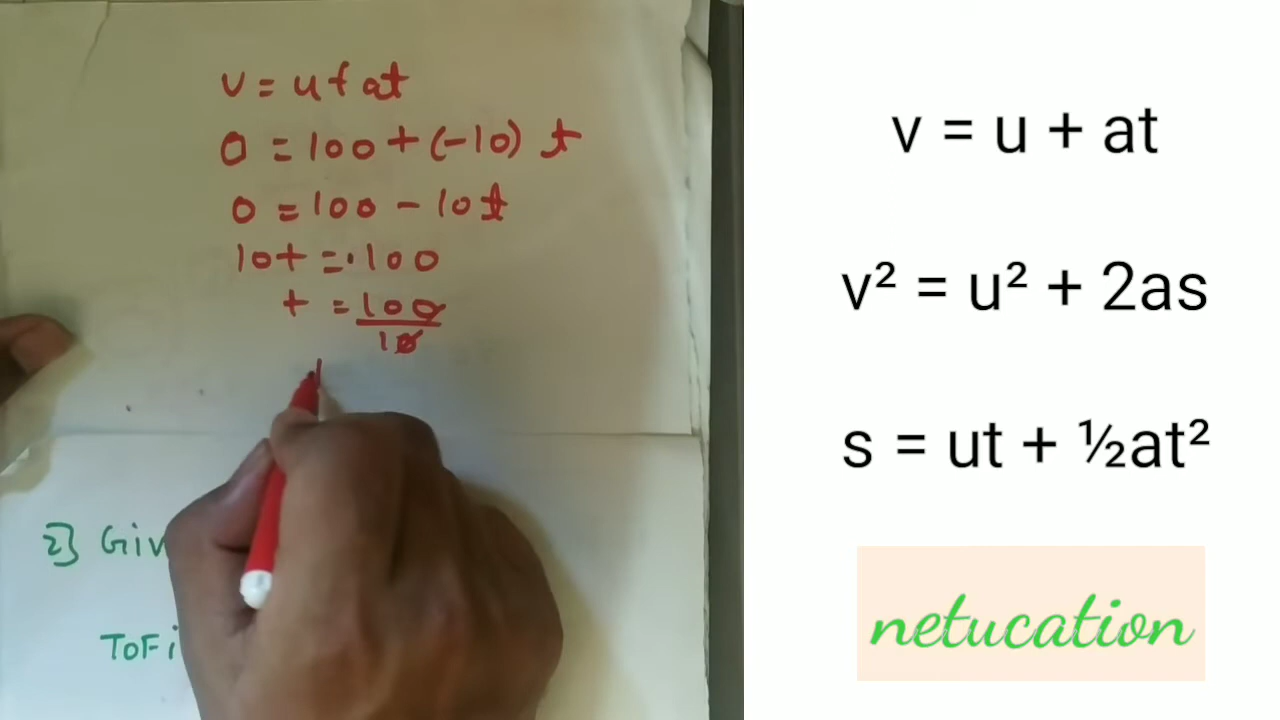 v = u + at
0 = 100 + (-10) t
0 = 100 - 10t
10t = 100
t = 100
10
2] Giv
ToFi
v = u + at
v² = u² + 2as
s = ut + ½at²
netucation